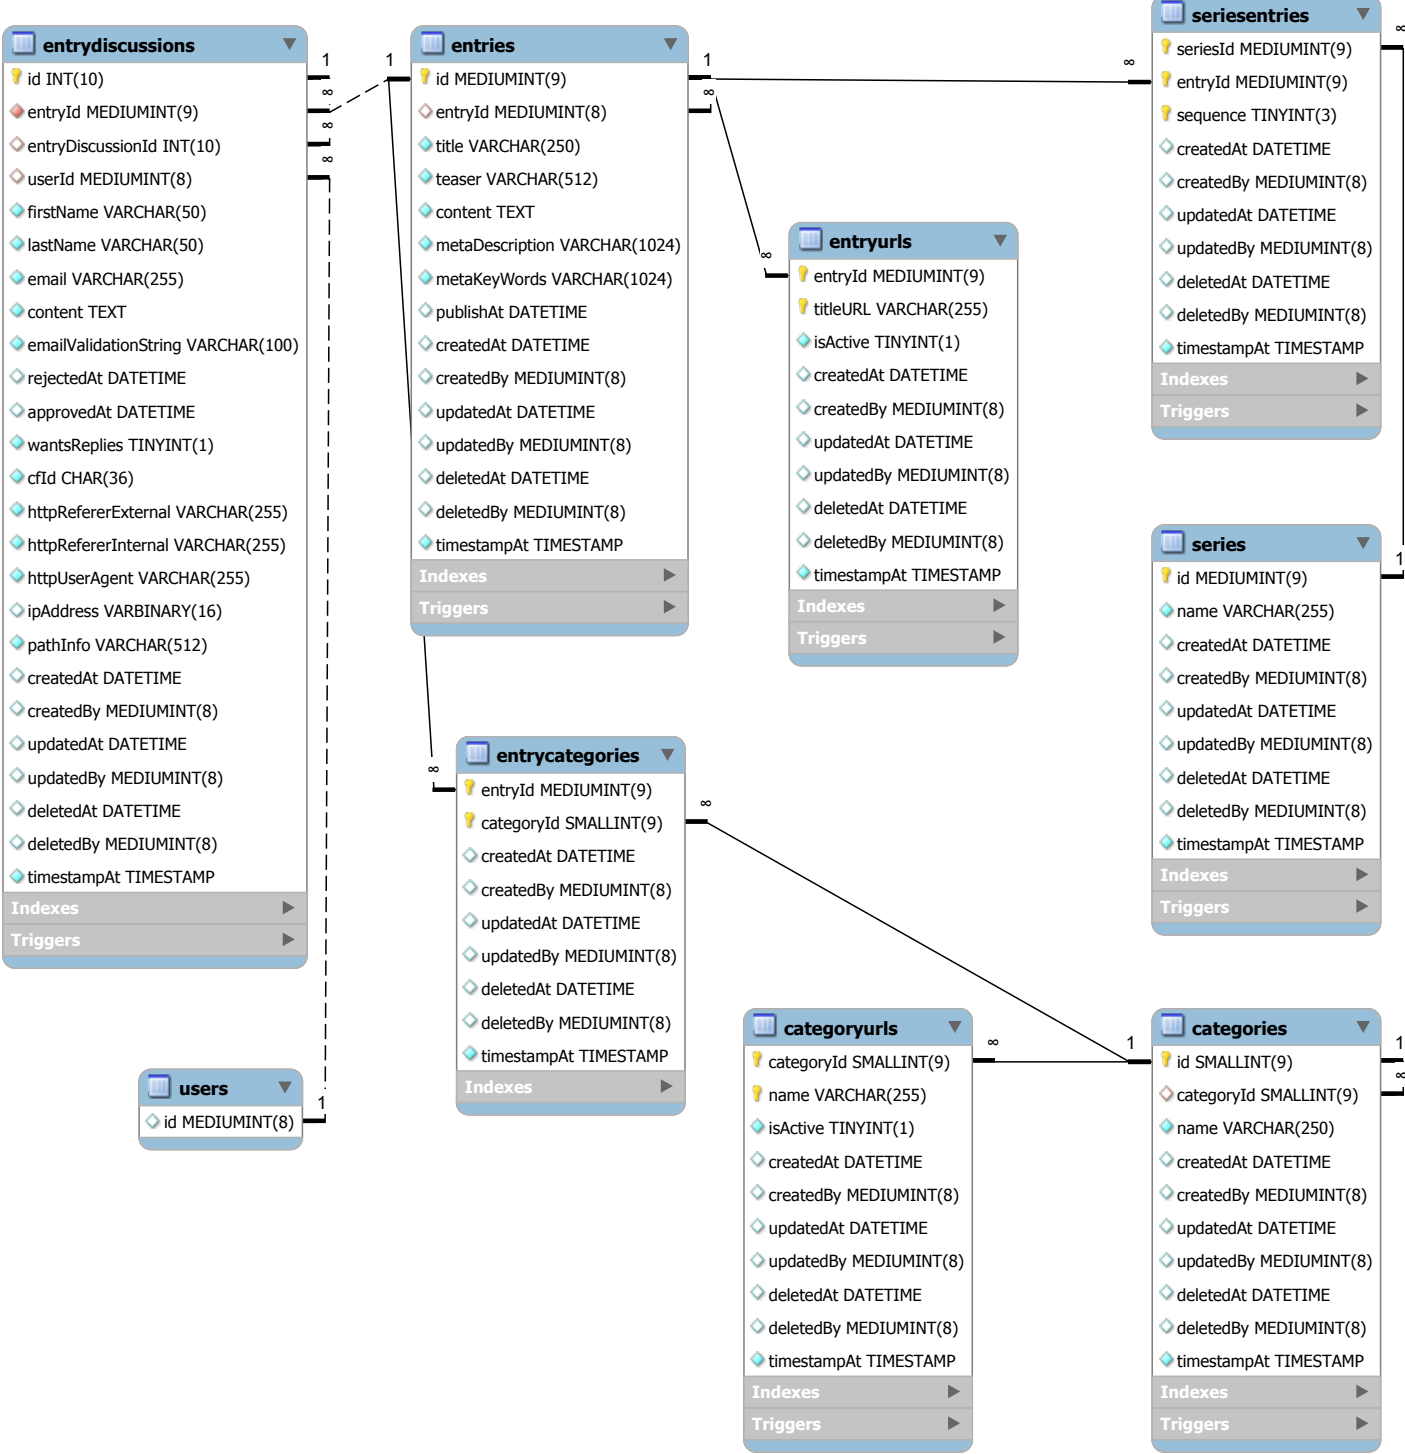 entrydiscussions
id INT(10)
entryId MEDIUMINT(9)
entryDiscussionId INT(10)
userId MEDIUMINT(8)
firstName VARCHAR(50)
lastName VARCHAR(50)
email VARCHAR(255)
content TEXT
emailValidationString VARCHAR(100)
rejectedAt DATETIME
approvedAt DATETIME
wantsReplies TINYINT(1)
cfId CHAR(36)
httpRefererExternal VARCHAR(255)
httpRefererInternal VARCHAR(255)
httpUserAgent VARCHAR(255)
ipAddress VARBINARY(16)
pathInfo VARCHAR(512)
createdAt DATETIME
createdBy MEDIUMINT(8)
updatedAt DATETIME
updatedBy MEDIUMINT(8)
deletedAt DATETIME
deletedBy MEDIUMINT(8)
timestampAt TIMESTAMP
Indexes
Triggers
1
∞
∞
∞
1
entries
id MEDIUMINT(9)
entryId MEDIUMINT(8)
title VARCHAR(250)
teaser VARCHAR(512)
content TEXT
metaDescription VARCHAR(1024)
metaKeyWords VARCHAR(1024)
publishAt DATETIME
createdAt DATETIME
createdBy MEDIUMINT(8)
updatedAt DATETIME
updatedBy MEDIUMINT(8)
deletedAt DATETIME
deletedBy MEDIUMINT(8)
timestampAt TIMESTAMP
Indexes
Triggers
1
∞
∞
entryurls
entryId MEDIUMINT(9)
titleURL VARCHAR(255)
isActive TINYINT(1)
createdAt DATETIME
createdBy MEDIUMINT(8)
updatedAt DATETIME
updatedBy MEDIUMINT(8)
deletedAt DATETIME
deletedBy MEDIUMINT(8)
timestampAt TIMESTAMP
Indexes
Triggers
∞
seriesentries
∞
seriesId MEDIUMINT(9)
entryId MEDIUMINT(9)
sequence TINYINT(3)
createdAt DATETIME
createdBy MEDIUMINT(8)
updatedAt DATETIME
updatedBy MEDIUMINT(8)
deletedAt DATETIME
deletedBy MEDIUMINT(8)
timestampAt TIMESTAMP
Indexes
Triggers
series
1
id MEDIUMINT(9)
name VARCHAR(255)
createdAt DATETIME
createdBy MEDIUMINT(8)
updatedAt DATETIME
updatedBy MEDIUMINT(8)
deletedAt DATETIME
deletedBy MEDIUMINT(8)
timestampAt TIMESTAMP
Indexes
Triggers
∞
entrycategories
entryId MEDIUMINT(9)
categoryId SMALLINT(9)
createdAt DATETIME
createdBy MEDIUMINT(8)
updatedAt DATETIME
updatedBy MEDIUMINT(8)
deletedAt DATETIME
deletedBy MEDIUMINT(8)
timestampAt TIMESTAMP
Indexes
∞
users
id MEDIUMINT(8)
1
categoryurls
categoryId SMALLINT(9)
name VARCHAR(255)
isActive TINYINT(1)
createdAt DATETIME
createdBy MEDIUMINT(8)
updatedAt DATETIME
updatedBy MEDIUMINT(8)
deletedAt DATETIME
deletedBy MEDIUMINT(8)
timestampAt TIMESTAMP
Indexes
Triggers
∞
1
categories
id SMALLINT(9)
categoryId SMALLINT(9)
name VARCHAR(250)
createdAt DATETIME
createdBy MEDIUMINT(8)
updatedAt DATETIME
updatedBy MEDIUMINT(8)
deletedAt DATETIME
deletedBy MEDIUMINT(8)
timestampAt TIMESTAMP
Indexes
Triggers
1
∞